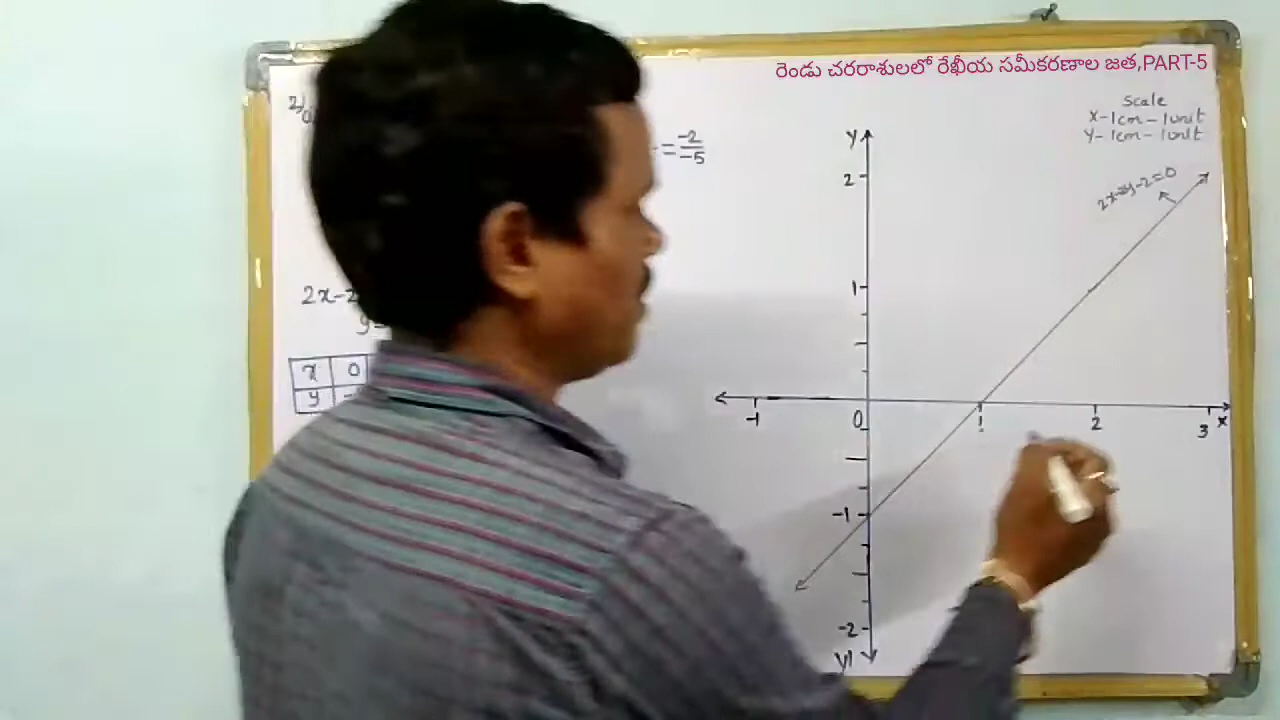 రెండు చరరాశులలో రేఖీయ సమీకరణాల జత,PART-5
Scale
X-1cm-1unit
Y-1cm-1unit
= -2/-5
2x-2y-2=0
2x-2
y=
x 0
y -
Y
2
1
-1 0 1 2 3 X
-1
-2
Y|